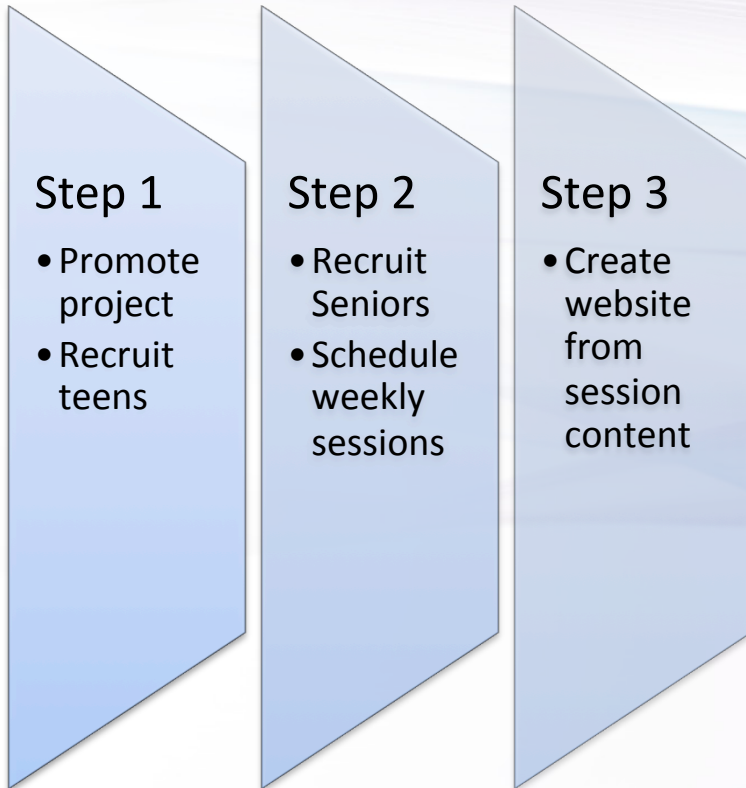 Step 1
• Promote
project
• Recruit
teens
Step 2
• Recruit
Seniors
• Schedule
weekly
sessions
Step 3
• Create
website
from
session
content